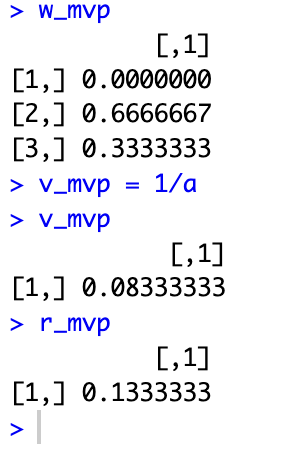 > w_mvp
[,1]
[1,] 0.0000000
[2,] 0.6666667
[3,] 0.3333333
> v_mvp = 1/a
> v_mvp
[,1]
[1,] 0.08333333
> r_mvp
[,1]
[1,] 0.1333333
>